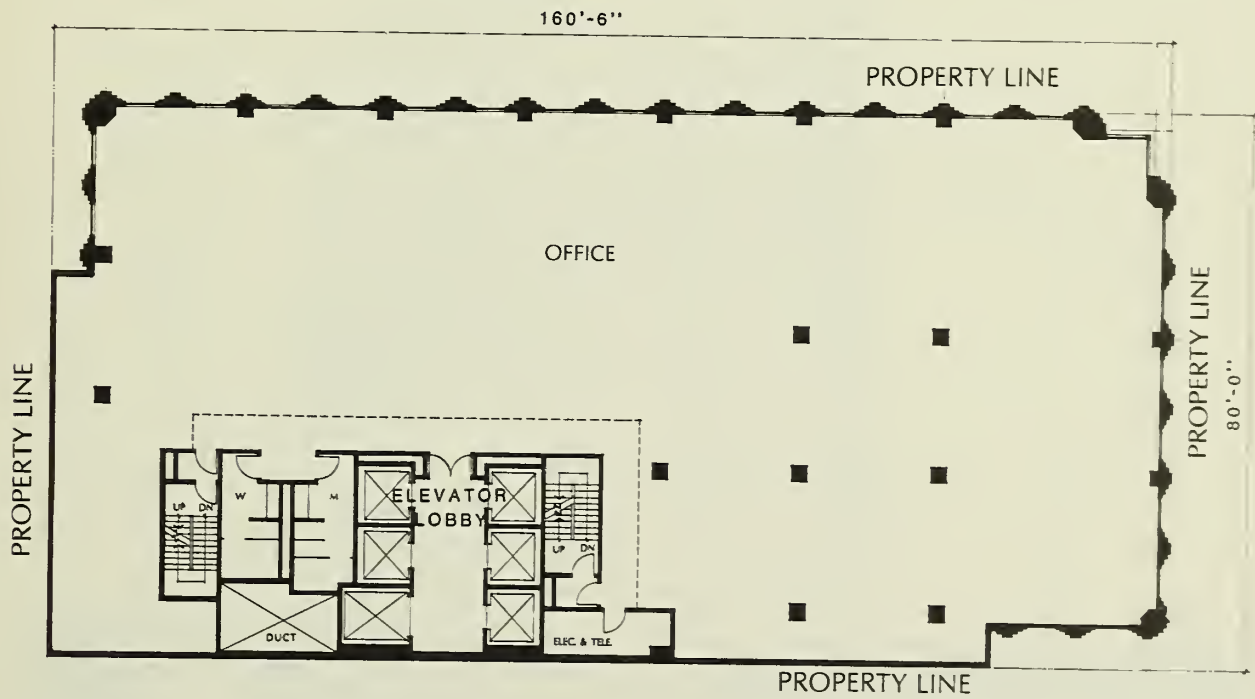 160'-6"
PROPERTY LINE
OFFICE
PROPERTY LINE
80'-0"
PROPERTY LINE
W
M
ELEVATOR
LOBBY
UP DN
UP DN
DUCT
ELEC. & TELE.
PROPERTY LINE